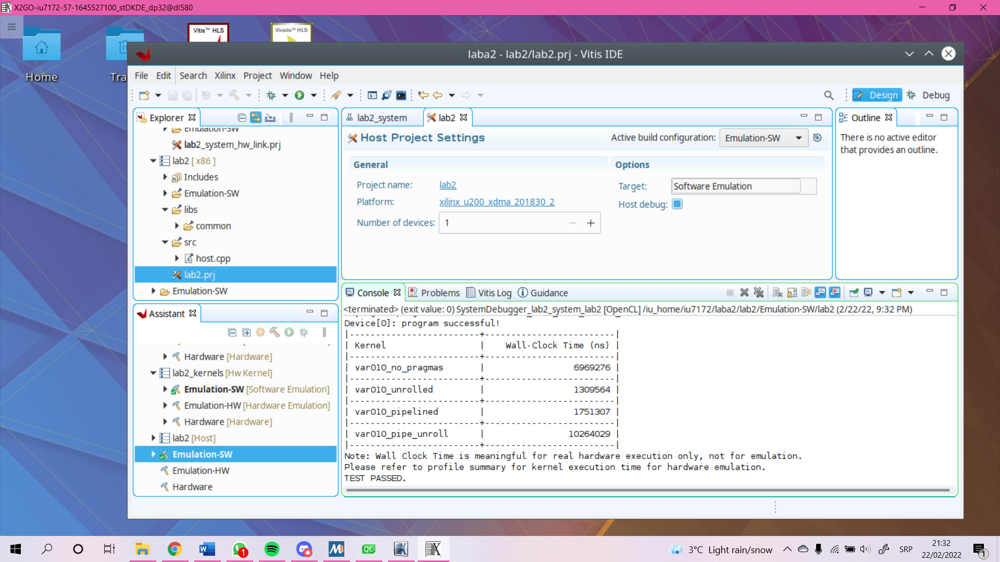 X2GO-iu7172-57-1645527100_stDKDE_dp32@dl580
Vitis™ HLS
Vivado™ HLS
Home
Tra
laba2 - lab2/lab2.prj - Vitis IDE
File Edit Search Xilinx Project Window Help
Design Debug
Explorer
Emulation-SW
lab2_system_hw_link.prj
lab2 [ x86 ]
Includes
Emulation-SW
libs
common
src
host.cpp
lab2.prj
Emulation-SW
lab2_system lab2
Host Project Settings
Active build configuration: Emulation-SW
General
Project name: lab2
Platform: xilinx_u200_xdma_201830_2
Number of devices: 1
Options
Target: Software Emulation
Host debug:
Outline
There is no active editor
that provides an outline.
Assistant
Hardware [Hardware]
lab2_kernels [Hw Kernel]
Emulation-SW [Software Emulation]
Emulation-HW [Hardware Emulation]
Hardware [Hardware]
lab2 [Host]
Emulation-SW
Emulation-HW
Hardware
Console Problems Vitis Log Guidance
<terminated> (exit value: 0) SystemDebugger_lab2_system_lab2 [OpenCL] /iu_home/iu7172/laba2/lab2/Emulation-SW/lab2 (2/22/22, 9:32 PM)
Device[0]: program successful!
|-------------------------+-------------------------|
| Kernel                  |    Wall-Clock Time (ns) |
|-------------------------+-------------------------|
| var010_no_pragmas       |                 6969276 |
|-------------------------+-------------------------|
| var010_unrolled         |                 1309564 |
|-------------------------+-------------------------|
| var010_pipelined        |                 1751307 |
|-------------------------+-------------------------|
| var010_pipe_unroll      |                10264029 |
|-------------------------+-------------------------|
Note: Wall Clock Time is meaningful for real hardware execution only, not for emulation.
Please refer to profile summary for kernel execution time for hardware emulation.
TEST PASSED.
1
QC
3°C Light rain/snow
SRP
21:32
22/02/2022
1